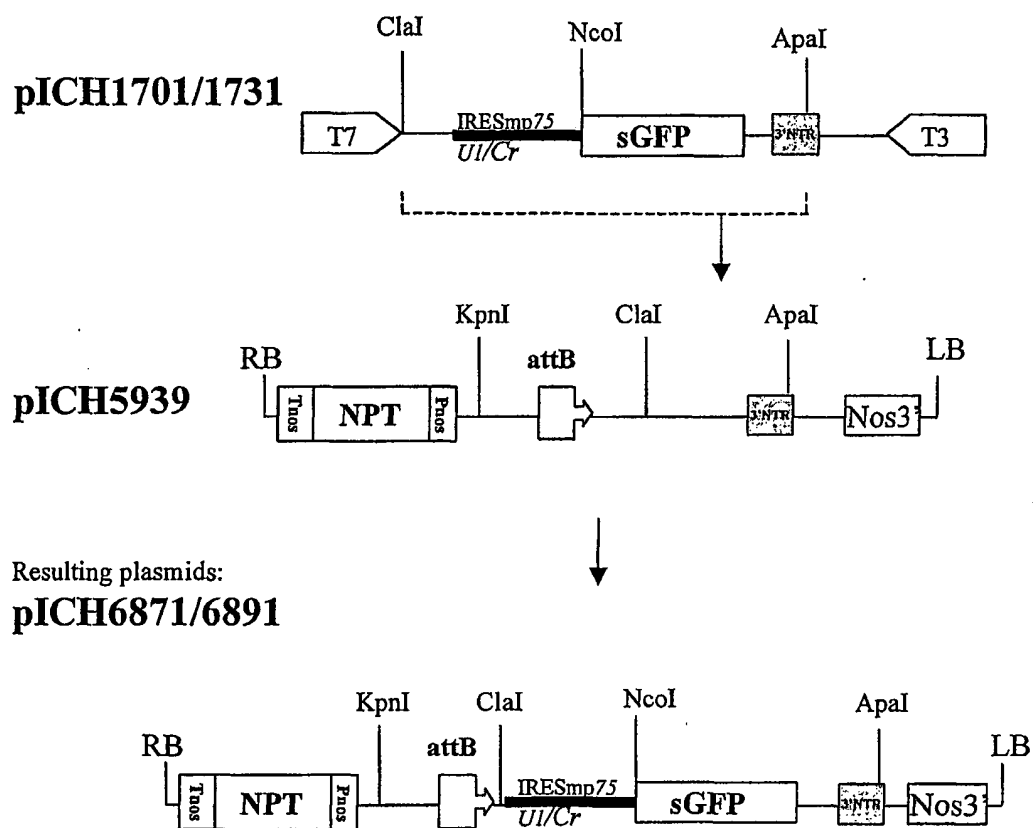 ClaI
NcoI
ApaI
pICH1701/1731
T7
IRESmp75
U1/Cr
sGFP
3'NTR
T3
KpnI
ClaI
ApaI
RB
attB
LB
pICH5939
Tnos
NPT
Pnos
3'NTR
Nos3'
Resulting plasmids:
pICH6871/6891
KpnI
ClaI
NcoI
ApaI
RB
attB
LB
Tnos
NPT
Pnos
IRESmp75
U1/Cr
sGFP
3'NTR
Nos3'